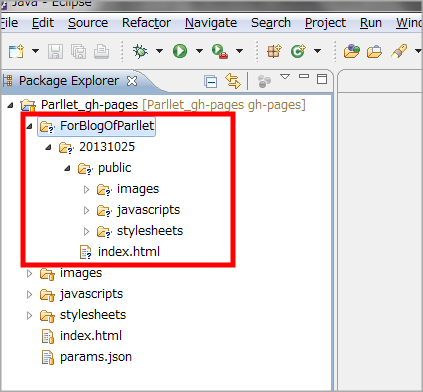 Java - Eclipse
File Edit Source Refactor Navigate Search Project Run
Package Explorer
Parllet_gh-pages [Parllet_gh-pages gh-pages]
ForBlogOfParllet
20131025
public
images
javascripts
stylesheets
index.html
images
javascripts
stylesheets
index.html
params.json